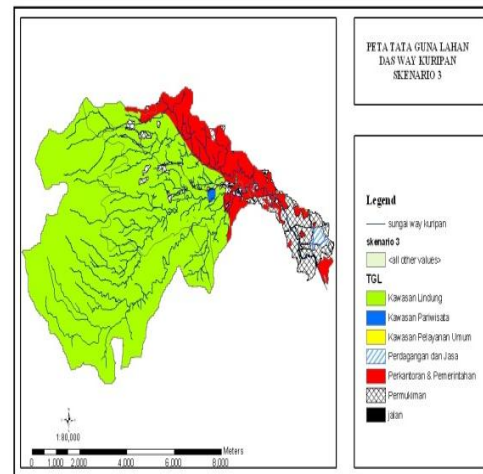 PETA TATA GUNA LAHAN
DAS WAY KURIPAN
SKENARIO 3
Legend
sungai way kuripan
skenario 3
<all other values>
TGL
Kawasan Lindung
Kawasan Pariwisata
Kawasan Pelayanan Umum
Perdagangan dan Jasa
Perkantoran & Pemerintahan
Permukiman
jalan
1:80,000
Meters
0 1,000 2,000 4,000 6,000 8,000